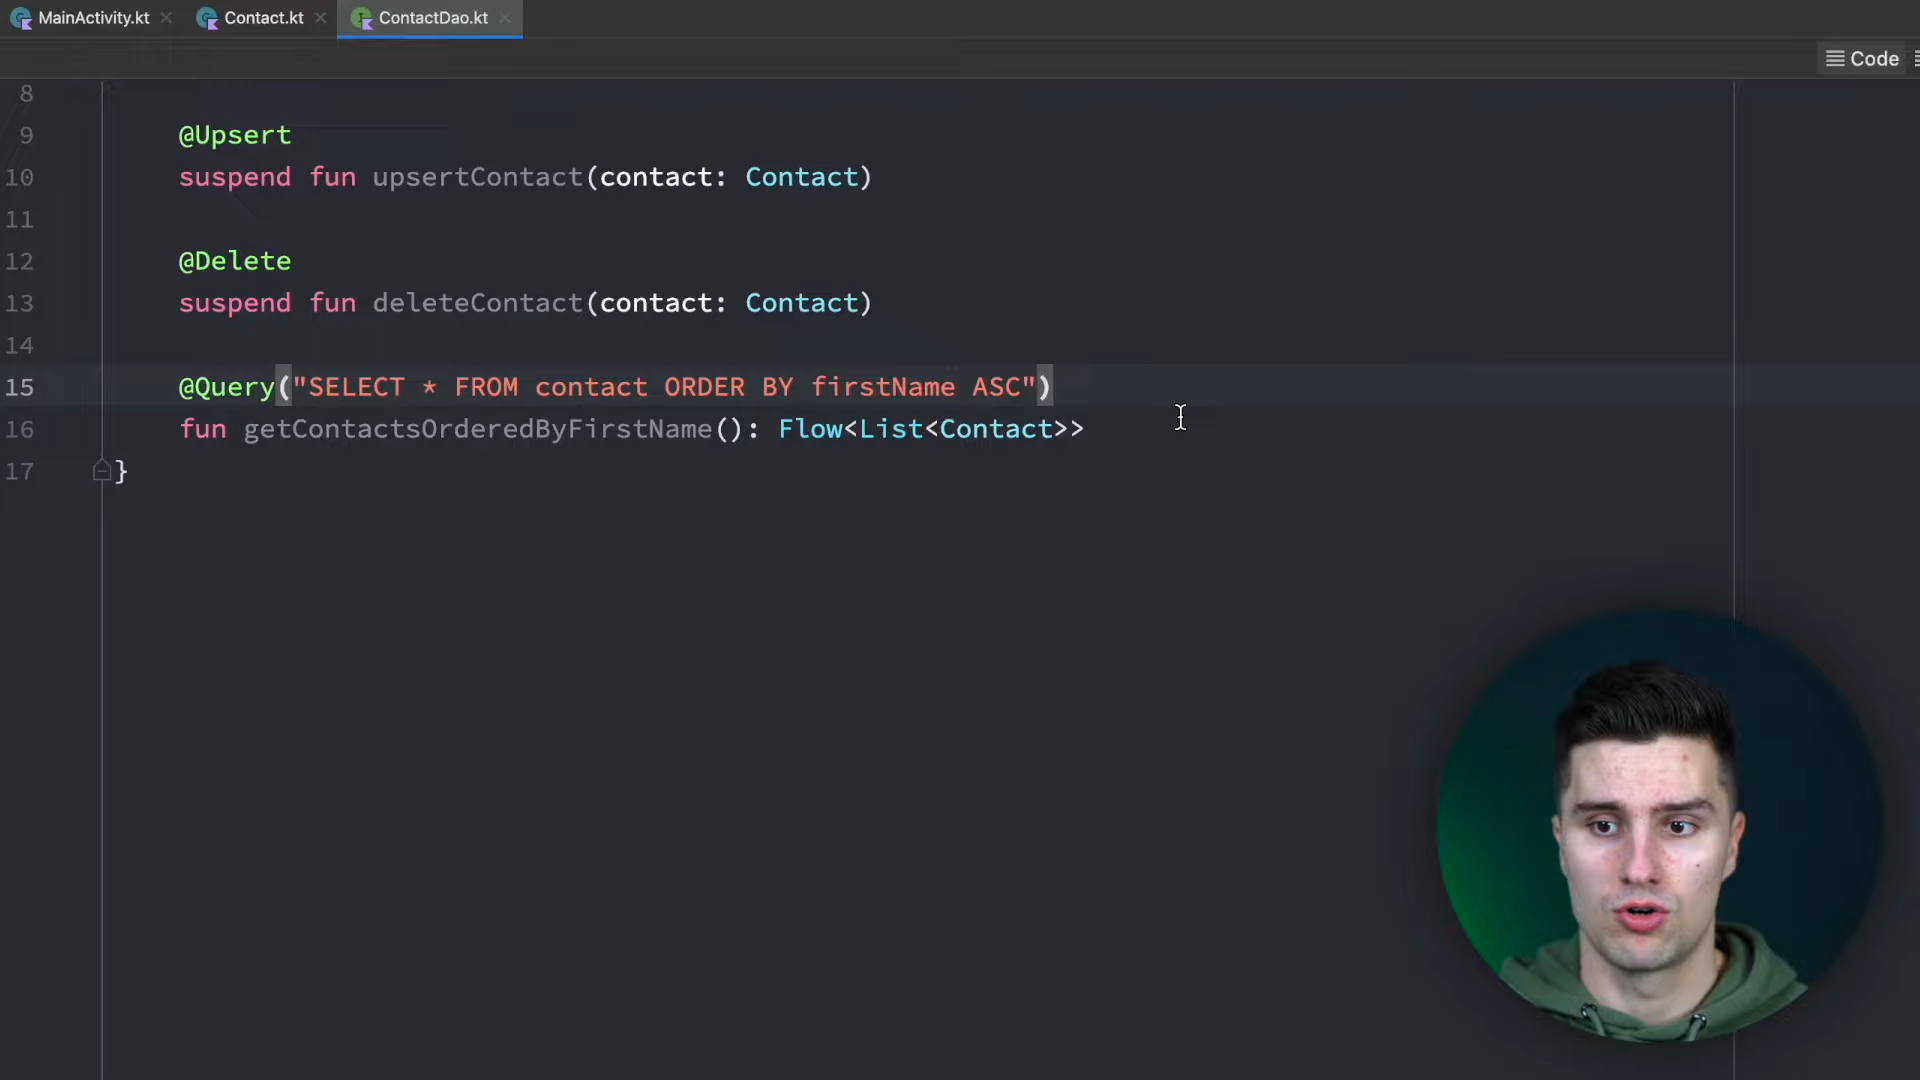 MainActivity.kt Contact.kt ContactDao.kt
Code
8
9 @Upsert
10 suspend fun upsertContact(contact: Contact)
11
12 @Delete
13 suspend fun deleteContact(contact: Contact)
14
15 @Query("SELECT * FROM contact ORDER BY firstName ASC")
16 fun getContactsOrderedByFirstName(): Flow<List<Contact>>
17 }